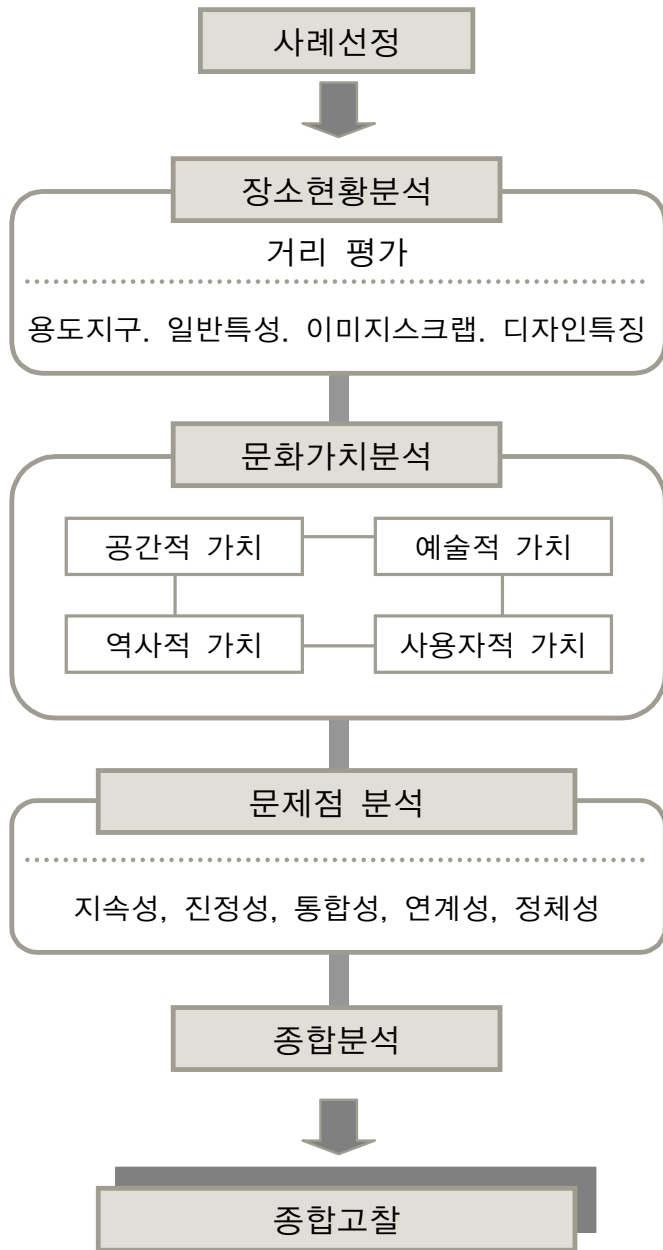 사례선정
장소현황분석
거리 평가
용도지구. 일반특성. 이미지스크랩. 디자인특징
문화가치분석
공간적 가치 예술적 가치
역사적 가치 사용자적 가치
문제점 분석
지속성, 진정성, 통합성, 연계성, 정체성
종합분석
종합고찰